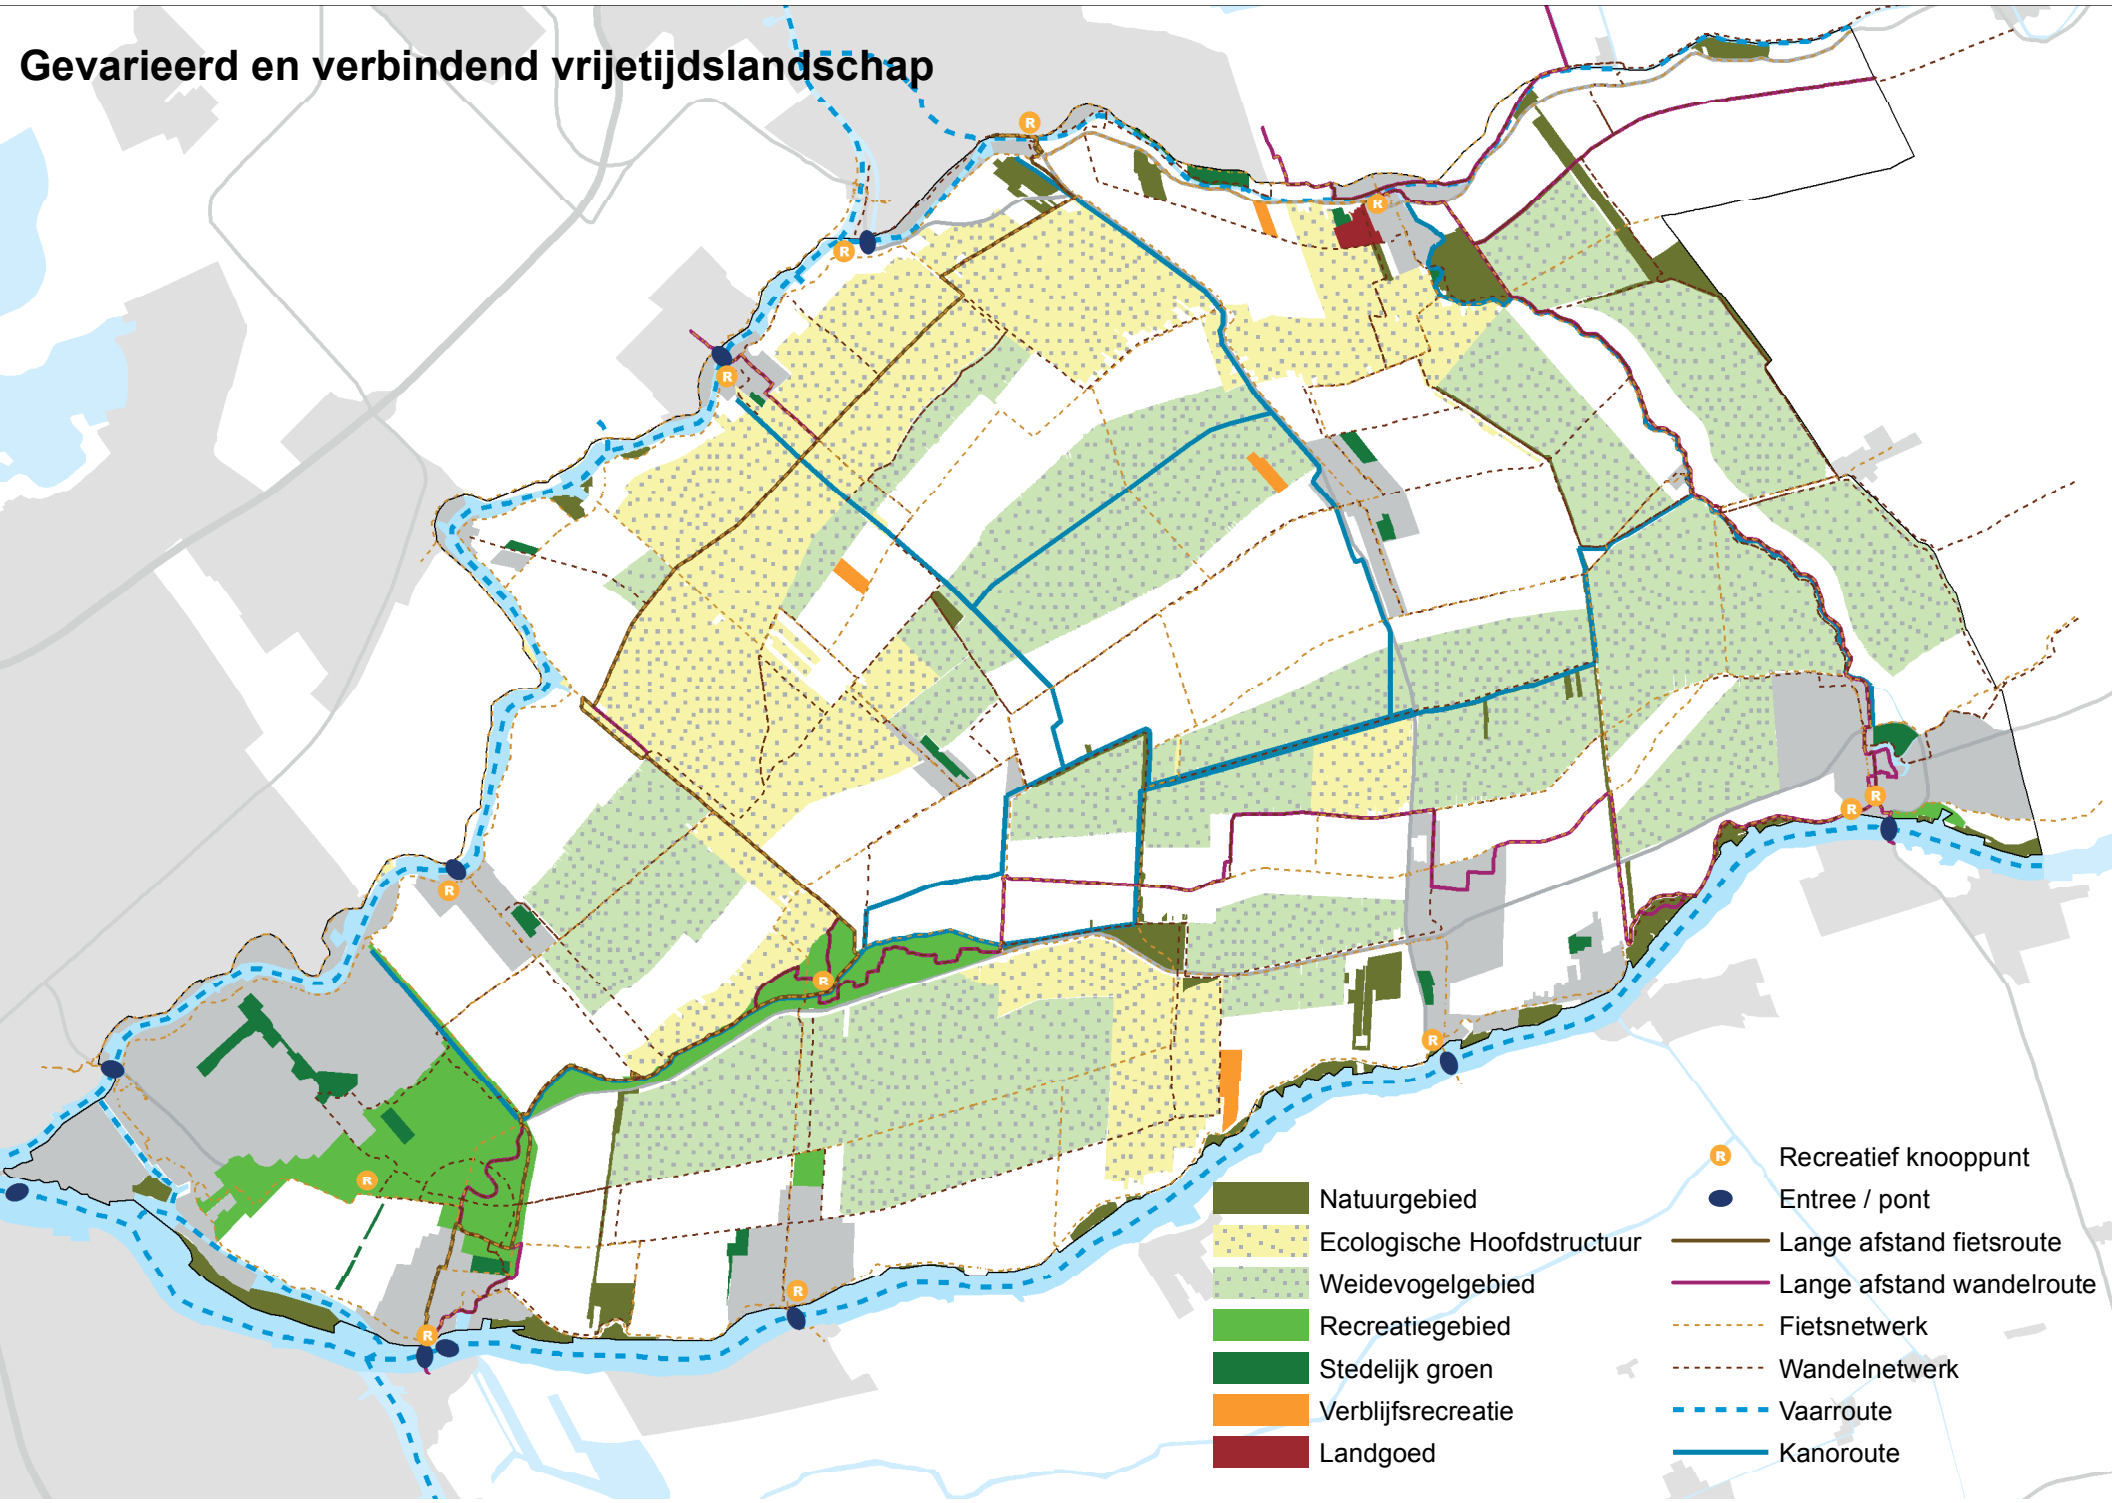 Gevarieerd en verbindend vrijetijdslandschap
R
R
R
R
R
R
R
R
R
R
R
R
R
Natuurgebied
Ecologische Hoofdstructuur
Weidevogelgebied
Recreatiegebied
Stedelijk groen
Verblijfsrecreatie
Landgoed
R Recreatief knooppunt
Entree / pont
Lange afstand fietsroute
Lange afstand wandelroute
Fietsnetwerk
Wandelnetwerk
Vaarroute
Kanoroute